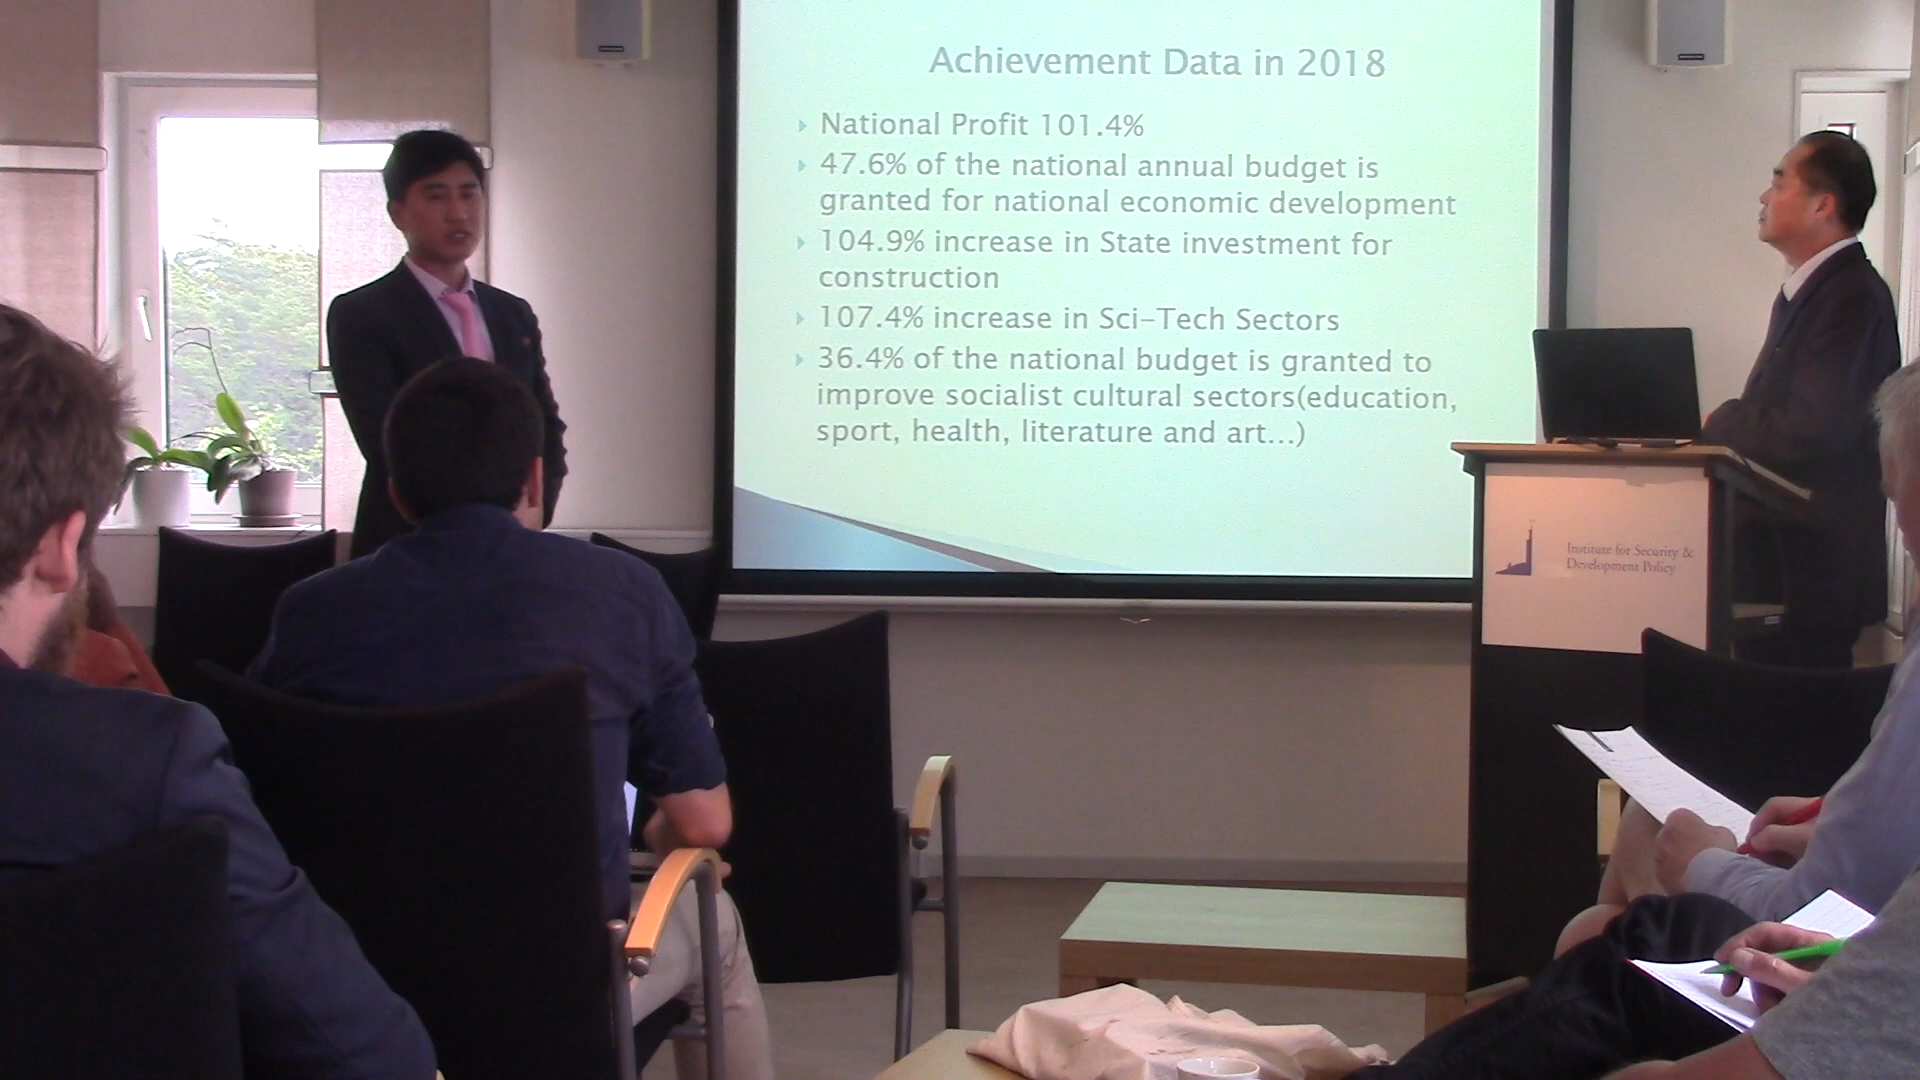 Achievement Data in 2018
National Profit 101.4%
47.6% of the national annual budget is
granted for national economic development
104.9% increase in State investment for
construction
107.4% increase in Sci-Tech Sectors
36.4% of the national budget is granted to
improve socialist cultural sectors(education,
sport, health, literature and art...)
Institute for Security &
Development Policy